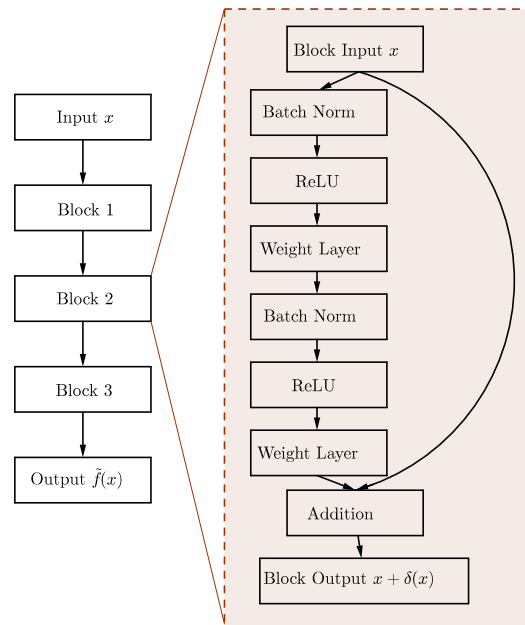 Input x
Block 1
Block 2
Block 3
Output f̃(x)
Block Input x
Batch Norm
ReLU
Weight Layer
Batch Norm
ReLU
Weight Layer
Addition
Block Output x + δ(x)